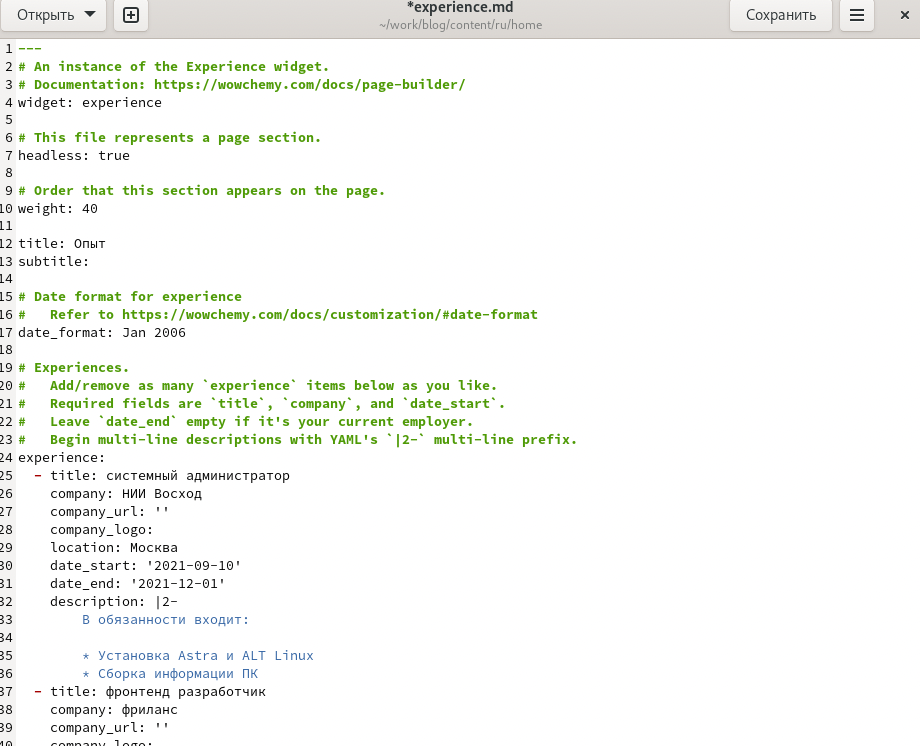 Открыть
*experience.md
~/work/blog/content/ru/home
Сохранить
1 ---
2 # An instance of the Experience widget.
3 # Documentation: https://wowchemy.com/docs/page-builder/
4 widget: experience
5
6 # This file represents a page section.
7 headless: true
8
9 # Order that this section appears on the page.
10 weight: 40
11
12 title: Опыт
13 subtitle:
14
15 # Date format for experience
16 #   Refer to https://wowchemy.com/docs/customization/#date-format
17 date_format: Jan 2006
18
19 # Experiences.
20 #   Add/remove as many `experience` items below as you like.
21 #   Required fields are `title`, `company`, and `date_start`.
22 #   Leave `date_end` empty if it's your current employer.
23 #   Begin multi-line descriptions with YAML's `|2-` multi-line prefix.
24 experience:
25   - title: системный администратор
26     company: НИИ Восход
27     company_url: ''
28     company_logo:
29     location: Москва
30     date_start: '2021-09-10'
31     date_end: '2021-12-01'
32     description: |2-
33         В обязанности входит:
34
35         * Установка Astra и ALT Linux
36         * Сборка информации ПК
37   - title: фронтенд разработчик
38     company: фриланс
39     company_url: ''
40     company_logo: